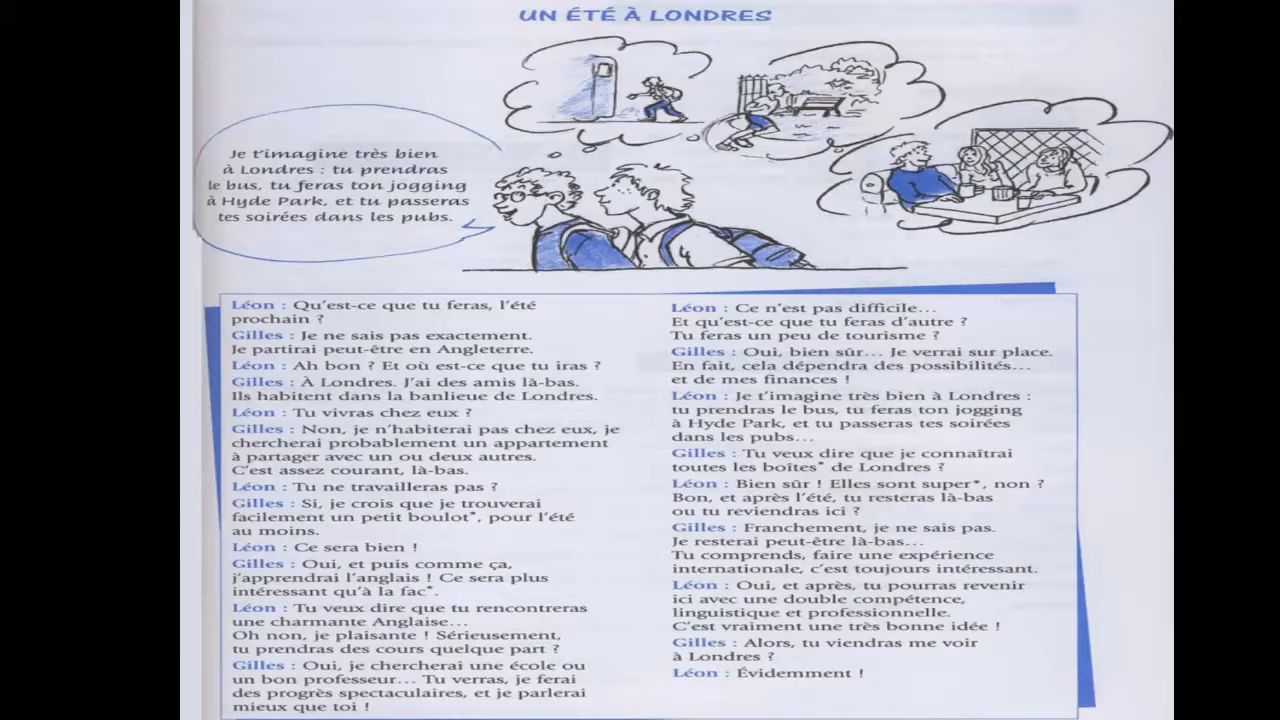 UN ÉTÉ À LONDRES
Je t'imagine très bien
à Londres : tu prendras
le bus, tu feras ton jogging
à Hyde Park, et tu passeras
tes soirées dans les pubs.
Léon : Qu'est-ce que tu feras, l'été
prochain ?
Gilles : Je ne sais pas exactement.
Je partirai peut-être en Angleterre.
Léon : Ah bon ? Et où est-ce que tu iras ?
Gilles : À Londres. J'ai des amis là-bas.
Ils habitent dans la banlieue de Londres.
Léon : Tu vivras chez eux ?
Gilles : Non, je n'habiterai pas chez eux, je
chercherai probablement un appartement
à partager avec un ou deux autres.
C'est assez courant, là-bas.
Léon : Tu ne travailleras pas ?
Gilles : Si, je crois que je trouverai
facilement un petit boulot*, pour l'été
au moins.
Léon : Ce sera bien !
Gilles : Oui, et puis comme ça,
j'apprendrai l'anglais ! Ce sera plus
intéressant qu'à la fac*.
Léon : Tu veux dire que tu rencontreras
une charmante Anglaise...
Oh non, je plaisante ! Sérieusement,
tu prendras des cours quelque part ?
Gilles : Oui, je chercherai une école ou
un bon professeur... Tu verras, je ferai
des progrès spectaculaires, et je parlerai
mieux que toi !
Léon : Ce n'est pas difficile...
Et qu'est-ce que tu feras d'autre ?
Tu feras un peu de tourisme ?
Gilles : Oui, bien sûr... Je verrai sur place.
En fait, cela dépendra des possibilités...
et de mes finances !
Léon : Je t'imagine très bien à Londres :
tu prendras le bus, tu feras ton jogging
à Hyde Park, et tu passeras tes soirées
dans les pubs...
Gilles : Tu veux dire que je connaîtrai
toutes les boîtes* de Londres ?
Léon : Bien sûr ! Elles sont super*, non ?
Bon, et après l'été, tu resteras là-bas
ou tu reviendras ici ?
Gilles : Franchement, je ne sais pas.
Je resterai peut-être là-bas...
Tu comprends, faire une expérience
internationale, c'est toujours intéressant.
Léon : Oui, et après, tu pourras revenir
ici avec une double compétence,
linguistique et professionnelle.
C'est vraiment une très bonne idée !
Gilles : Alors, tu viendras me voir
à Londres ?
Léon : Évidemment !